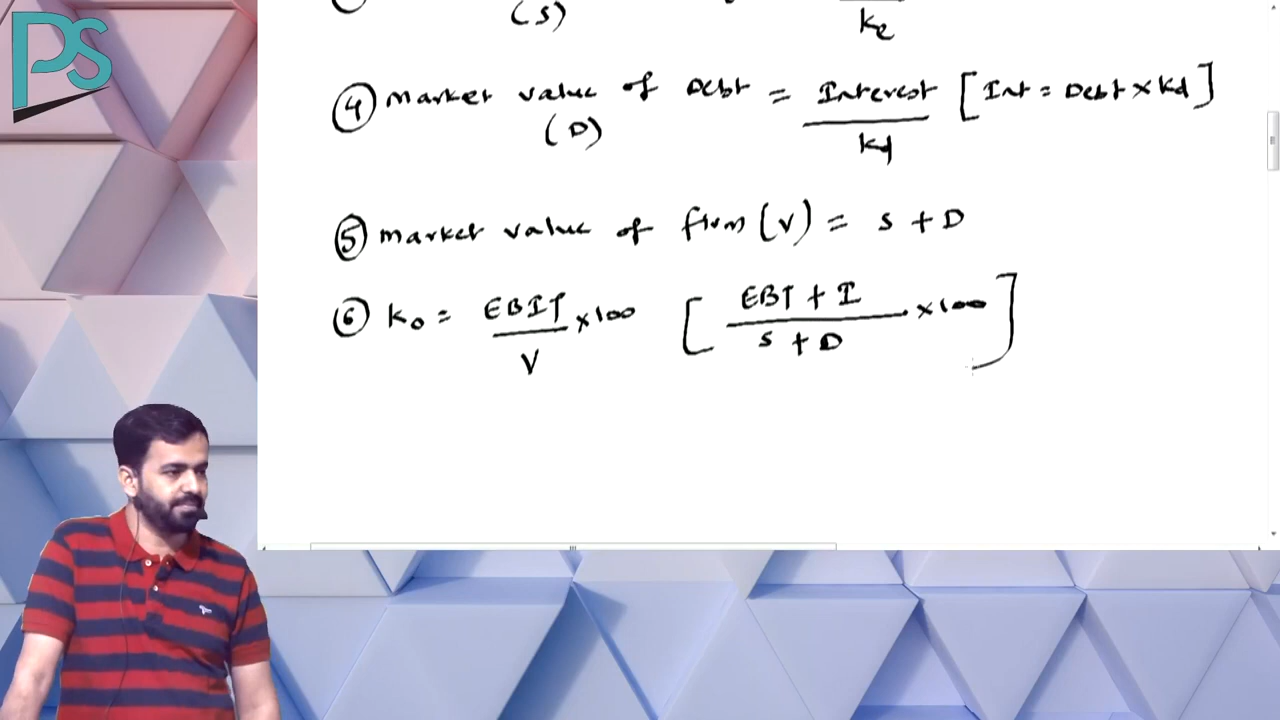 PS
(S)
ke
④ Market value of Debt = Interest / kd [Int = Debt × kd]
(D)
⑤ Market value of firm (V) = S + D
⑥ Ko = EBIT / V × 100 [EBT + I / S + D × 100]